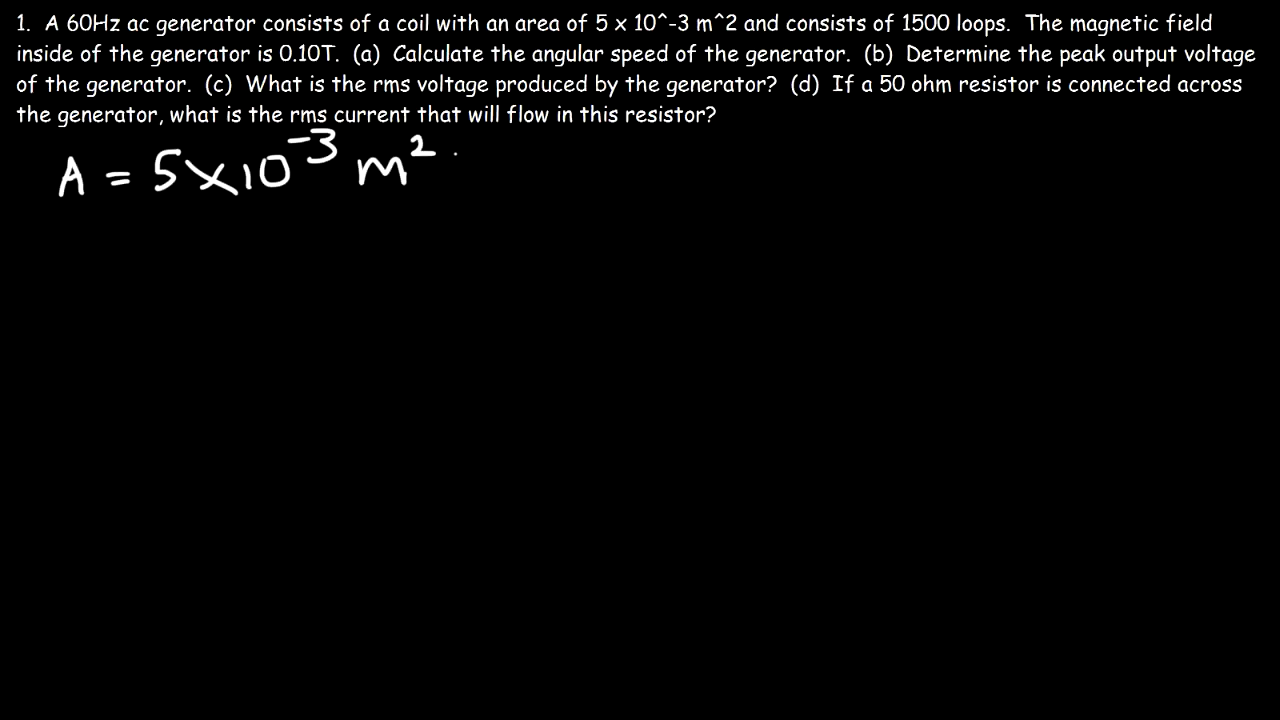 1. A 60Hz ac generator consists of a coil with an area of 5 x 10^-3 m^2 and consists of 1500 loops. The magnetic field
inside of the generator is 0.10T. (a) Calculate the angular speed of the generator. (b) Determine the peak output voltage
of the generator. (c) What is the rms voltage produced by the generator? (d) If a 50 ohm resistor is connected across
the generator, what is the rms current that will flow in this resistor?
A = 5×10⁻³ m²